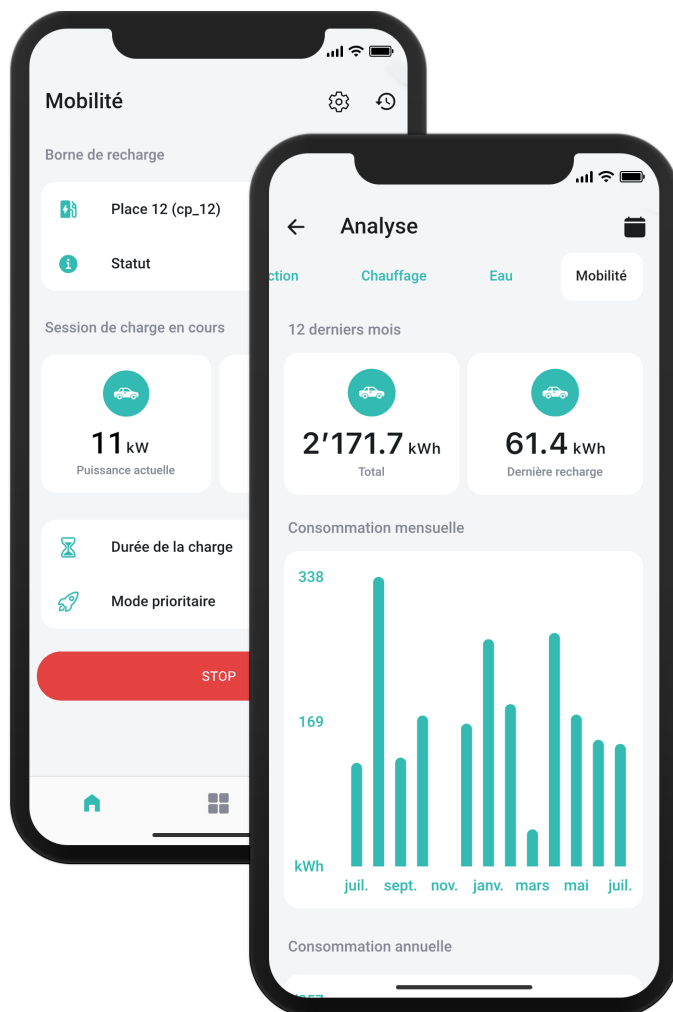 Mobilité
Borne de recharge
Place 12 (cp_12)
Statut
Session de charge en cours
11 kW
Puissance actuelle
Durée de la charge
Mode prioritaire
STOP
Analyse
ction Chauffage Eau Mobilité
12 derniers mois
2’171.7 kWh
Total
61.4 kWh
Dernière recharge
Consommation mensuelle
338
169
kWh
juil. sept. nov. janv. mars mai juil.
Consommation annuelle